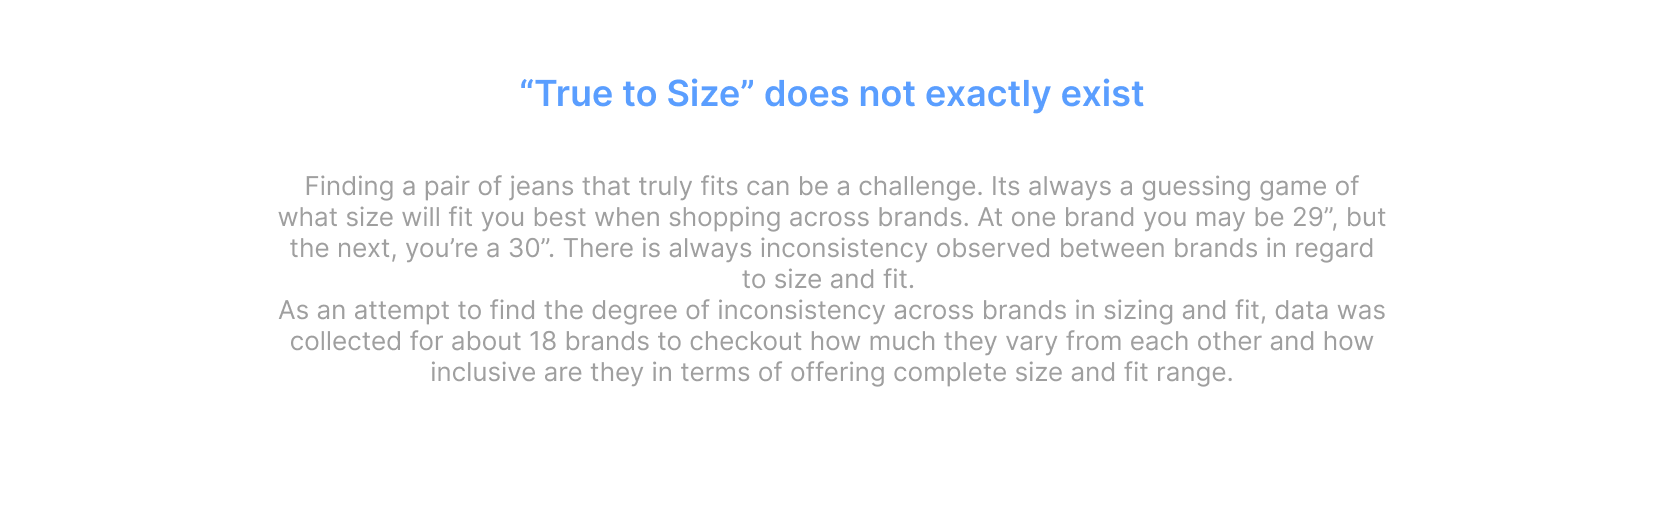 “True to Size” does not exactly exist
Finding a pair of jeans that truly fits can be a challenge. Its always a guessing game of
what size will fit you best when shopping across brands. At one brand you may be 29”, but
the next, you’re a 30”. There is always inconsistency observed between brands in regard
to size and fit.
As an attempt to find the degree of inconsistency across brands in sizing and fit, data was
collected for about 18 brands to checkout how much they vary from each other and how
inclusive are they in terms of offering complete size and fit range.